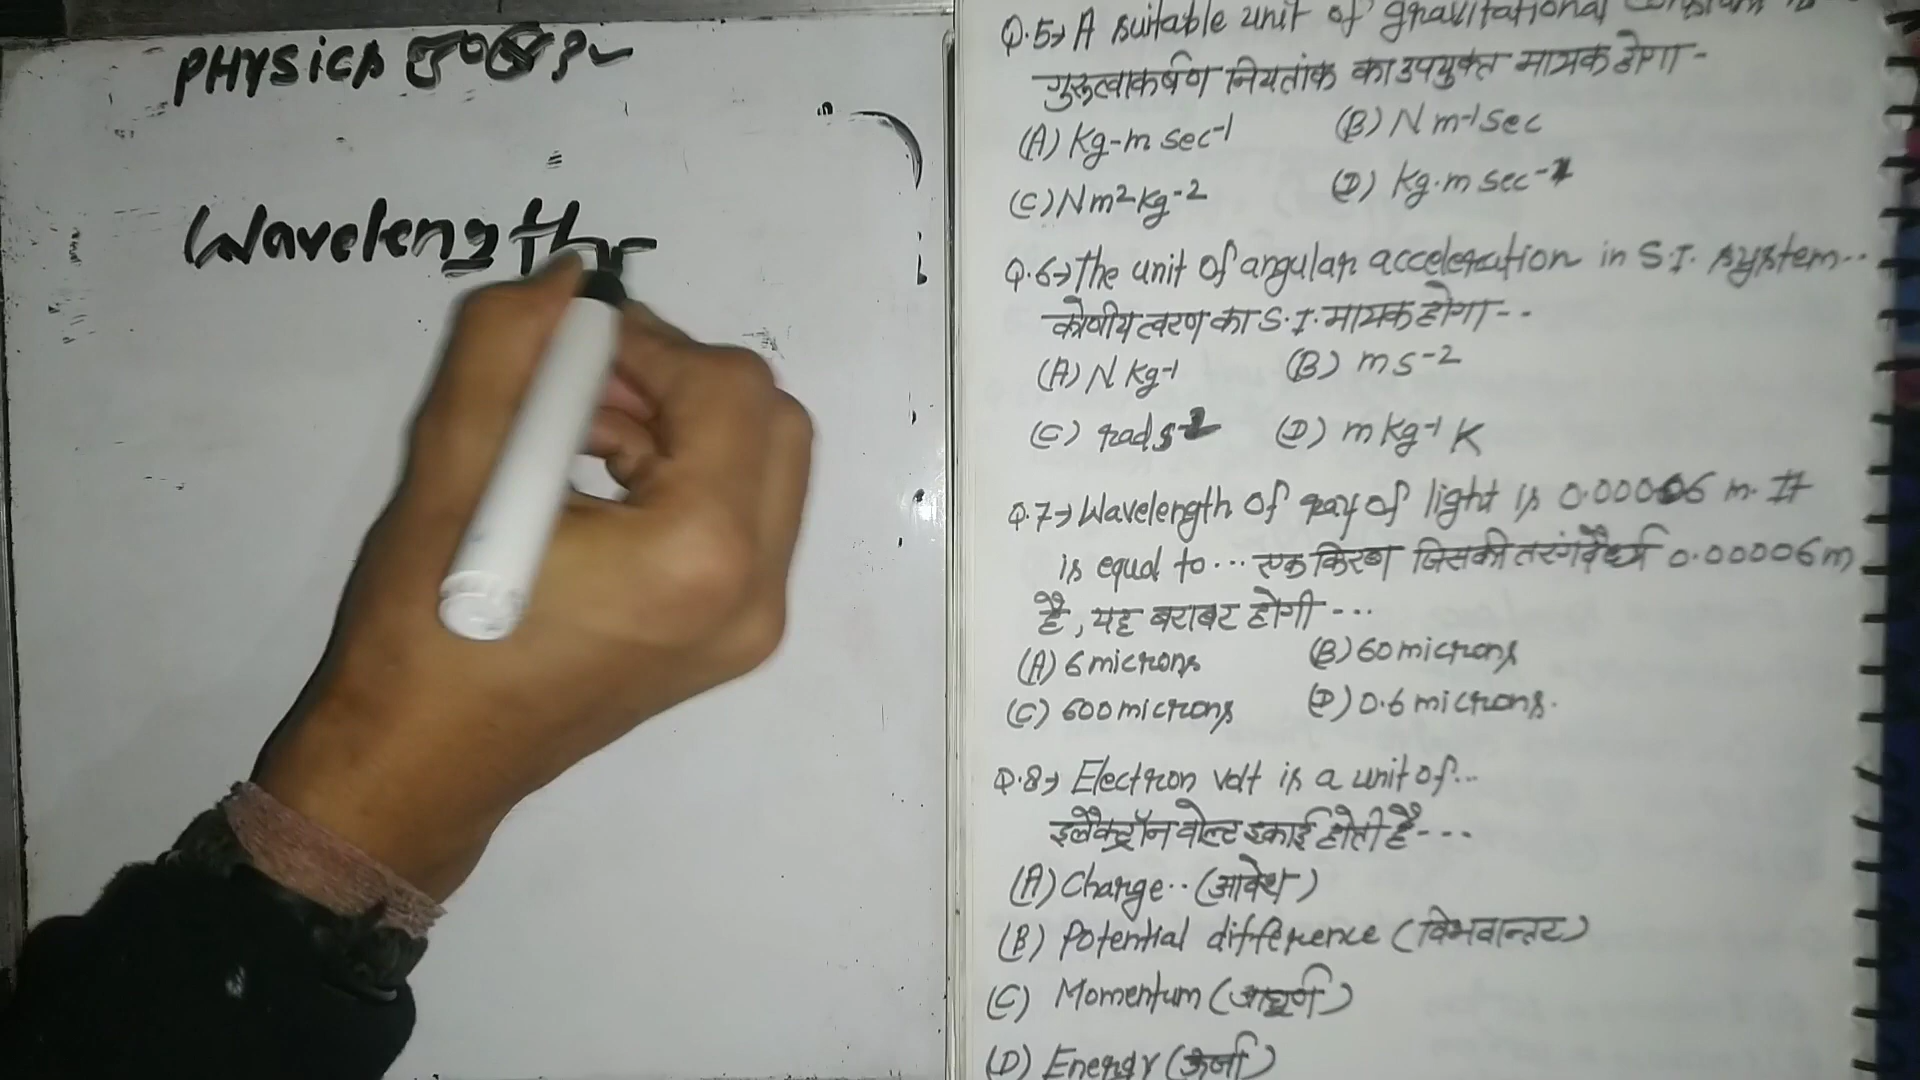 PHYSICS
Wavelength
Q.5→ A suitable unit of gravitational
गुरुत्वाकर्षण नियतांक का उपयुक्त मात्रक होगा -
(A) Kg-m sec-1 (B) N m-1 sec
(C) N m2 kg-2 (D) Kg.m sec-1
Q.6→ The unit of angular acceleration in S.I. system..
कोणीय त्वरण का S.I. मात्रक होगा - -
(A) N Kg-1 (B) m s-2
(C) rad s-2 (D) m kg-1 K
Q.7→ Wavelength of ray of light is 0.00006 m. It
is equal to... एक किरण जिसकी तरंगदैर्ध्य 0.00006m
है, यह बराबर होगी - - -
(A) 6 microns (B) 60 microns
(C) 600 microns (D) 0.6 microns.
Q.8→ Electron volt is a unit of...
इलैक्ट्रॉन वोल्ट इकाई होती है - - - -
(A) Charge.. (आवेश)
(B) Potential difference (विभवान्तर)
(C) Momentum (आघूर्ण)
(D) Energy (ऊर्जा)